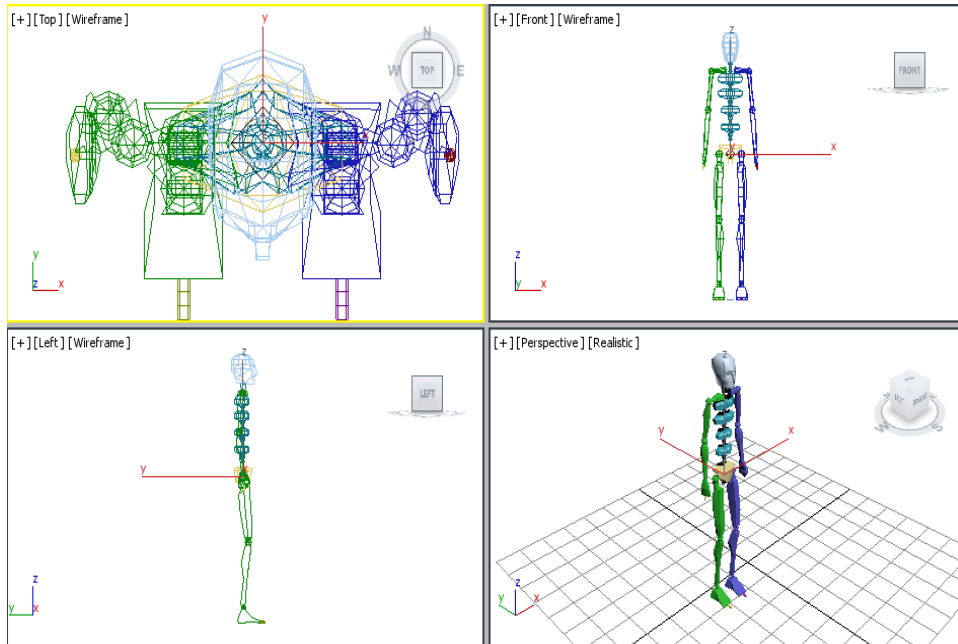 [+] [Top] [Wireframe]
y
N
W TOP E
x
y
z x
[+] [Front] [Wireframe]
z
FRONT
y x
z
y x
[+] [Left] [Wireframe]
z
LEFT
y
z
y x
[+] [Perspective] [Realistic]
z
y x
W
z
y x